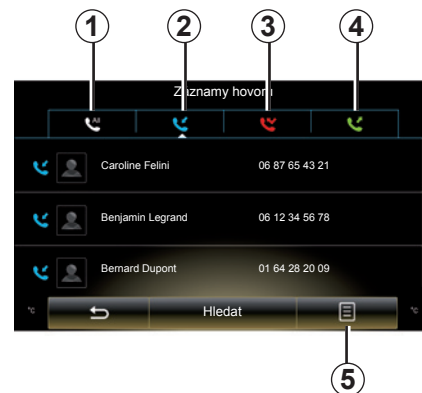 1 2 3 4
Záznamy hovorů
All
Caroline Felini 06 87 65 43 21
Benjamin Legrand 06 12 34 56 78
Bernard Dupont 01 64 28 20 09
°C Hledat °C
5